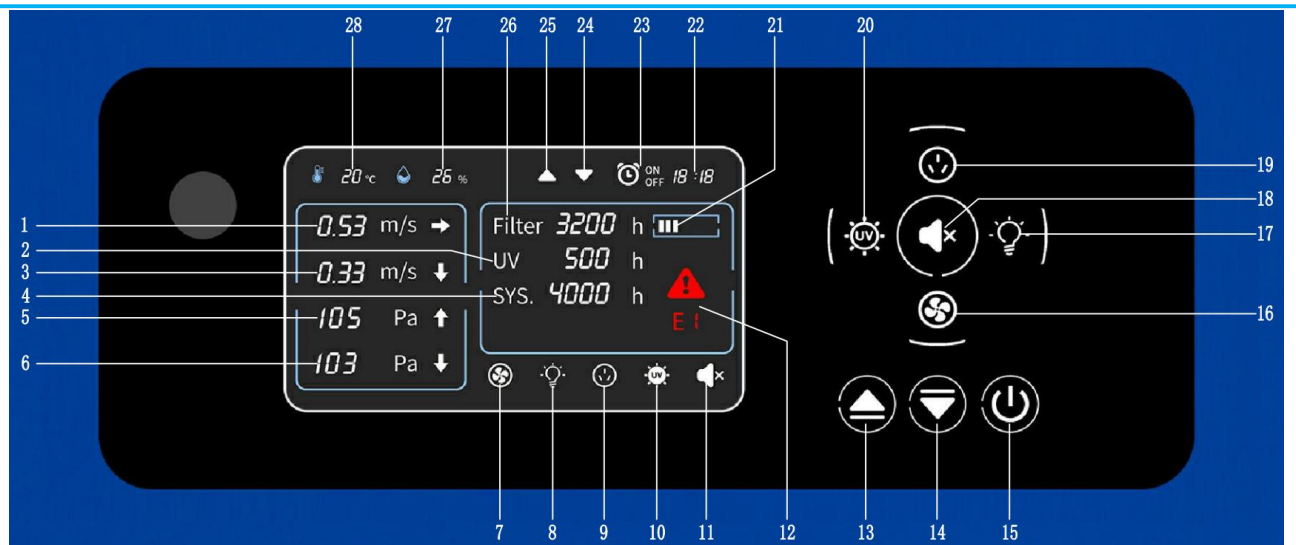 28 27 26 25 24 23 22 21 20
20 °C 26 % ON OFF 18:18
1 0.53 m/s Filter 3200 h
2 UV 500 h
3 0.33 m/s
4 SYS. 4000 h
5 105 Pa E1
6 103 Pa
UV
UV
19
18
17
16
7 8 9 10 11 12 13 14 15